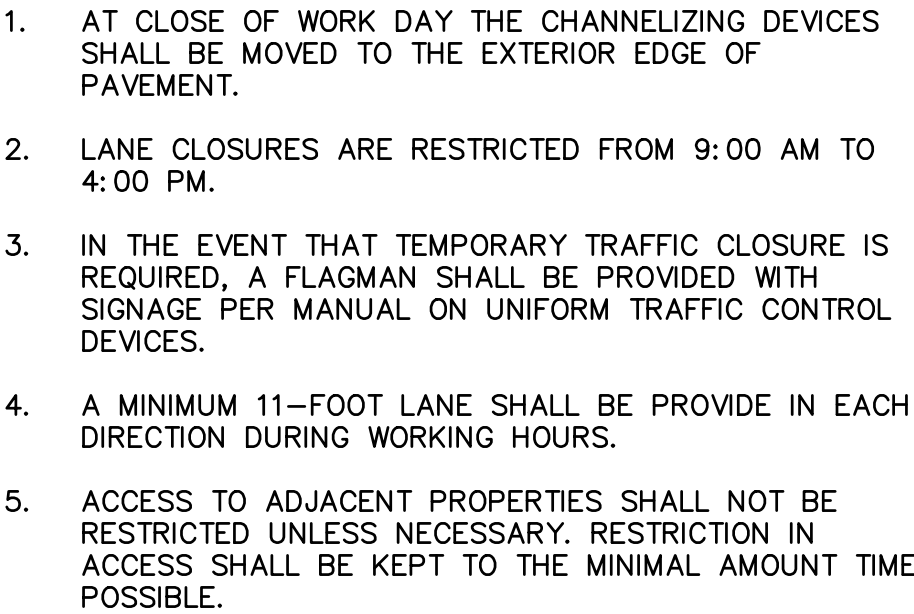 1. AT CLOSE OF WORK DAY THE CHANNELIZING DEVICES
SHALL BE MOVED TO THE EXTERIOR EDGE OF
PAVEMENT.
2. LANE CLOSURES ARE RESTRICTED FROM 9:00 AM TO
4:00 PM.
3. IN THE EVENT THAT TEMPORARY TRAFFIC CLOSURE IS
REQUIRED, A FLAGMAN SHALL BE PROVIDED WITH
SIGNAGE PER MANUAL ON UNIFORM TRAFFIC CONTROL
DEVICES.
4. A MINIMUM 11–FOOT LANE SHALL BE PROVIDE IN EACH
DIRECTION DURING WORKING HOURS.
5. ACCESS TO ADJACENT PROPERTIES SHALL NOT BE
RESTRICTED UNLESS NECESSARY. RESTRICTION IN
ACCESS SHALL BE KEPT TO THE MINIMAL AMOUNT TIME
POSSIBLE.